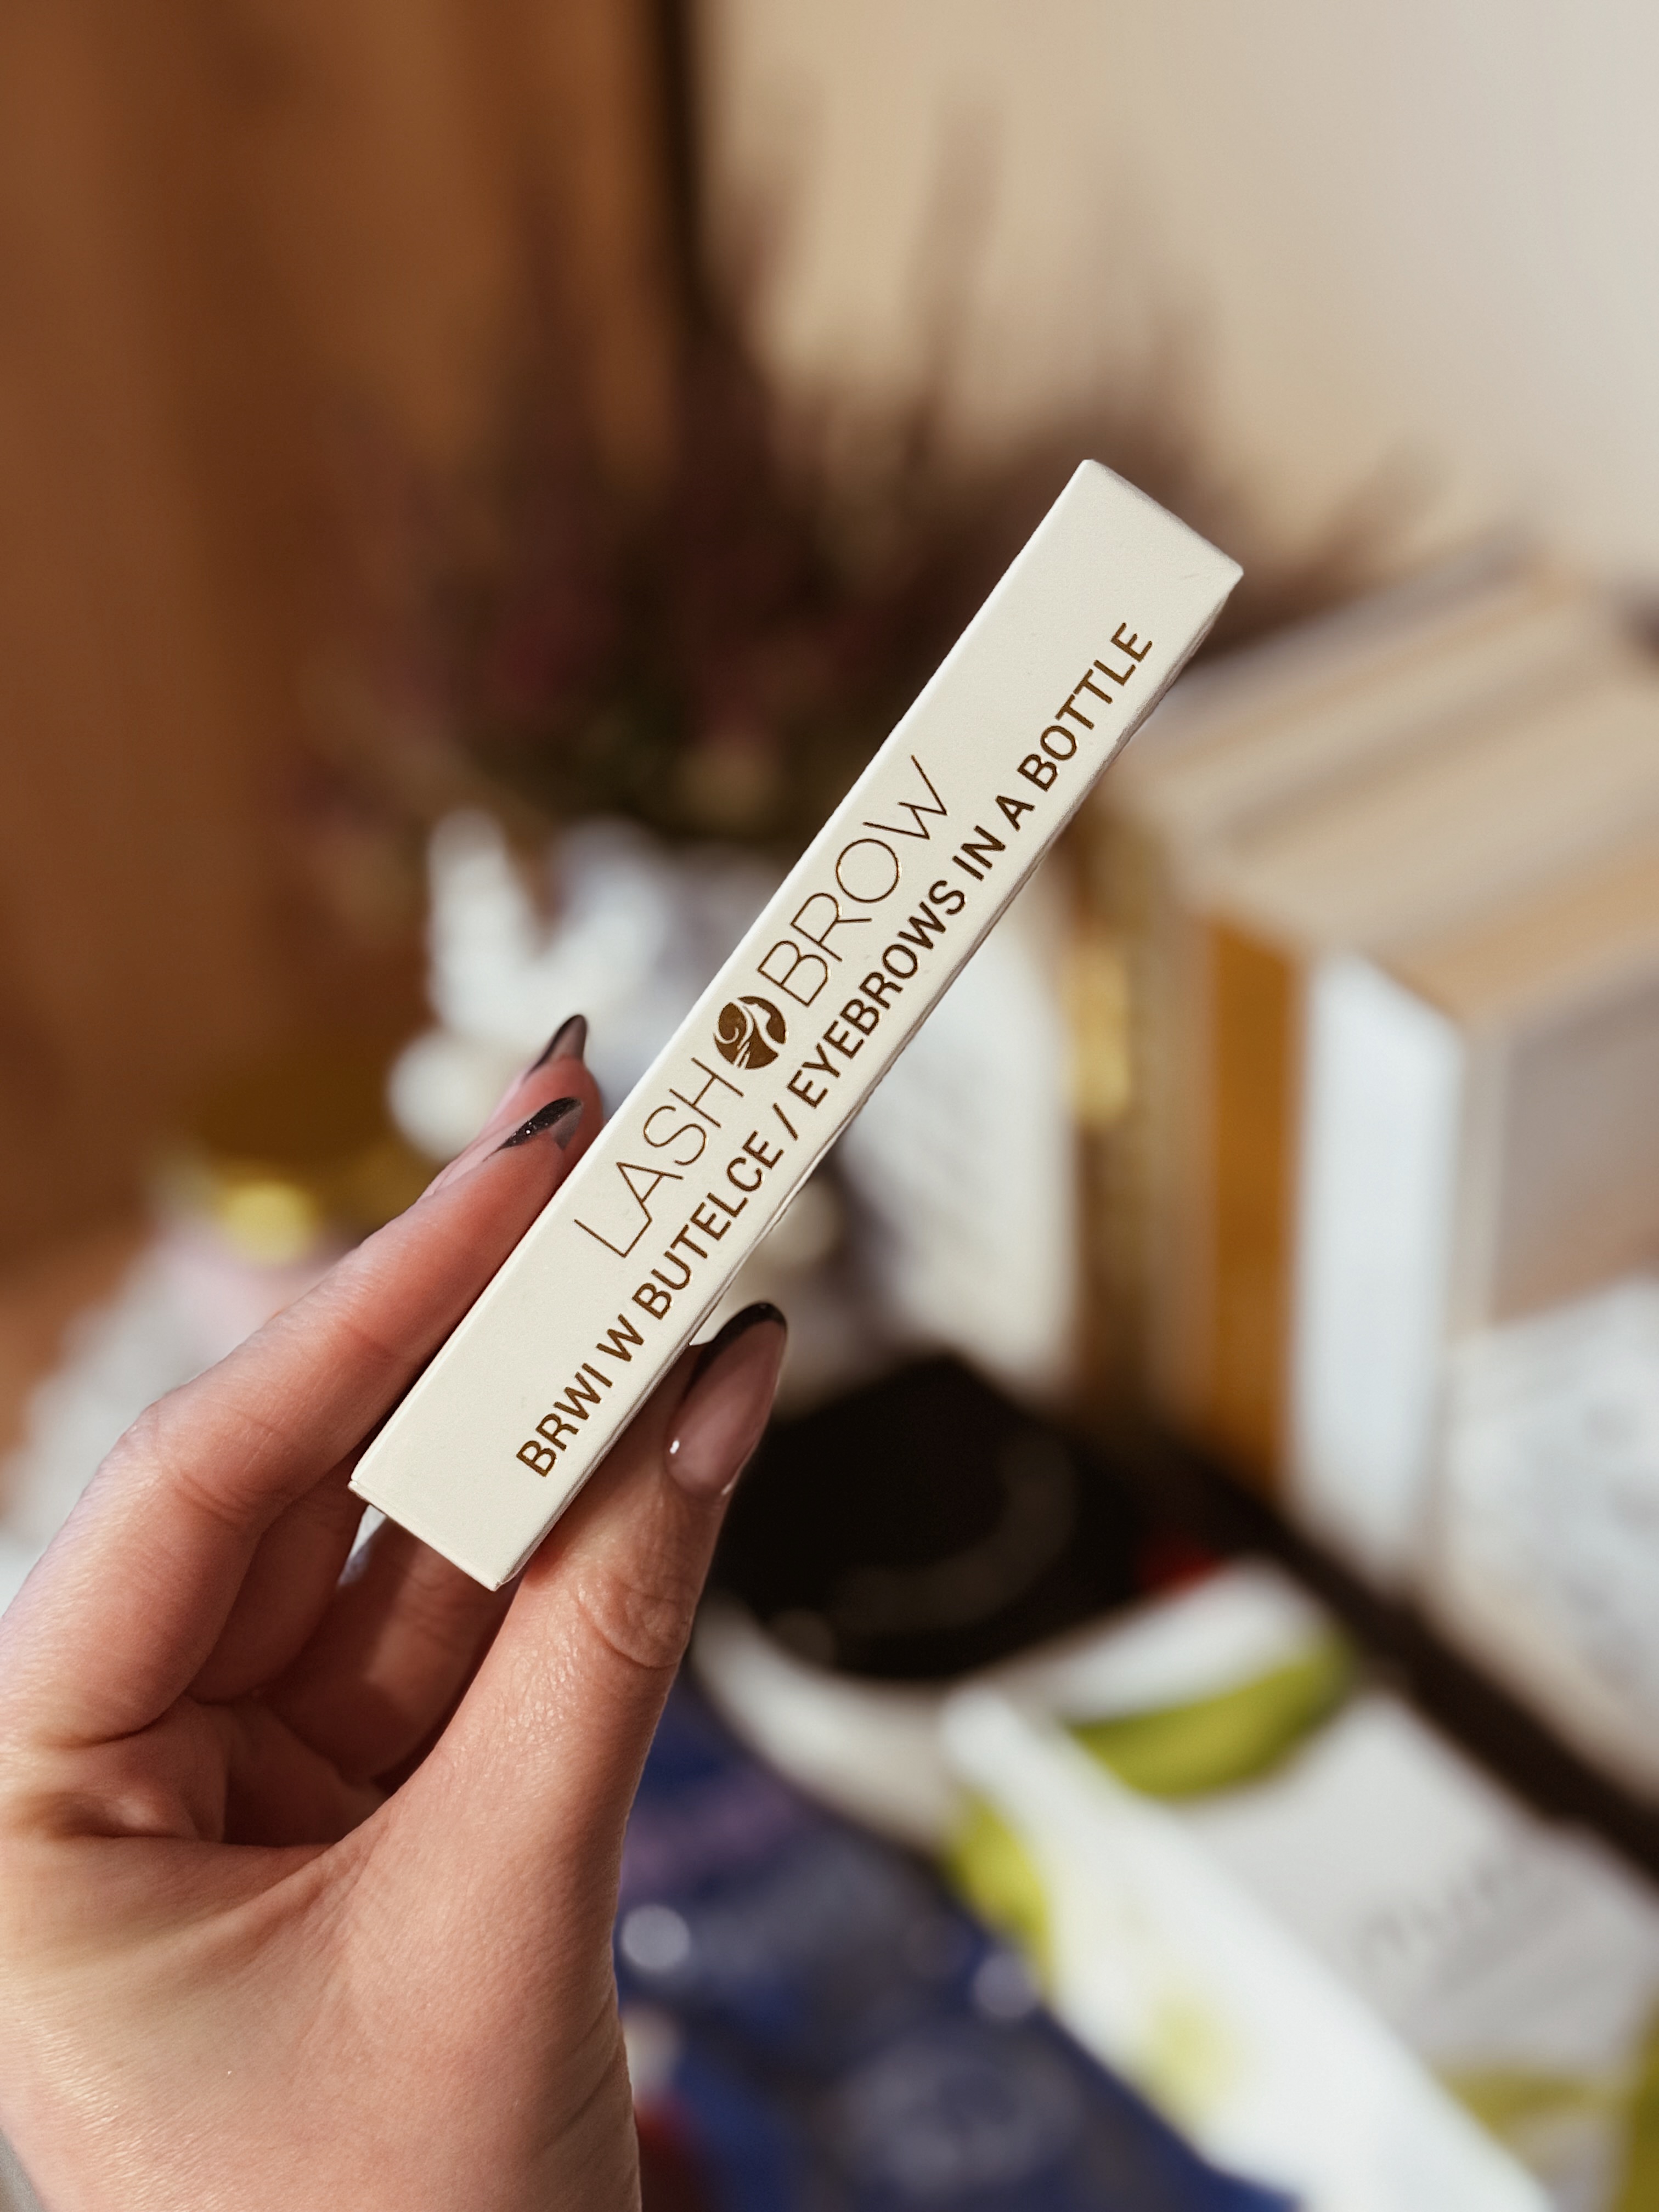 LASH BROW
BRWI W BUTELCE / EYEBROWS IN A BOTTLE